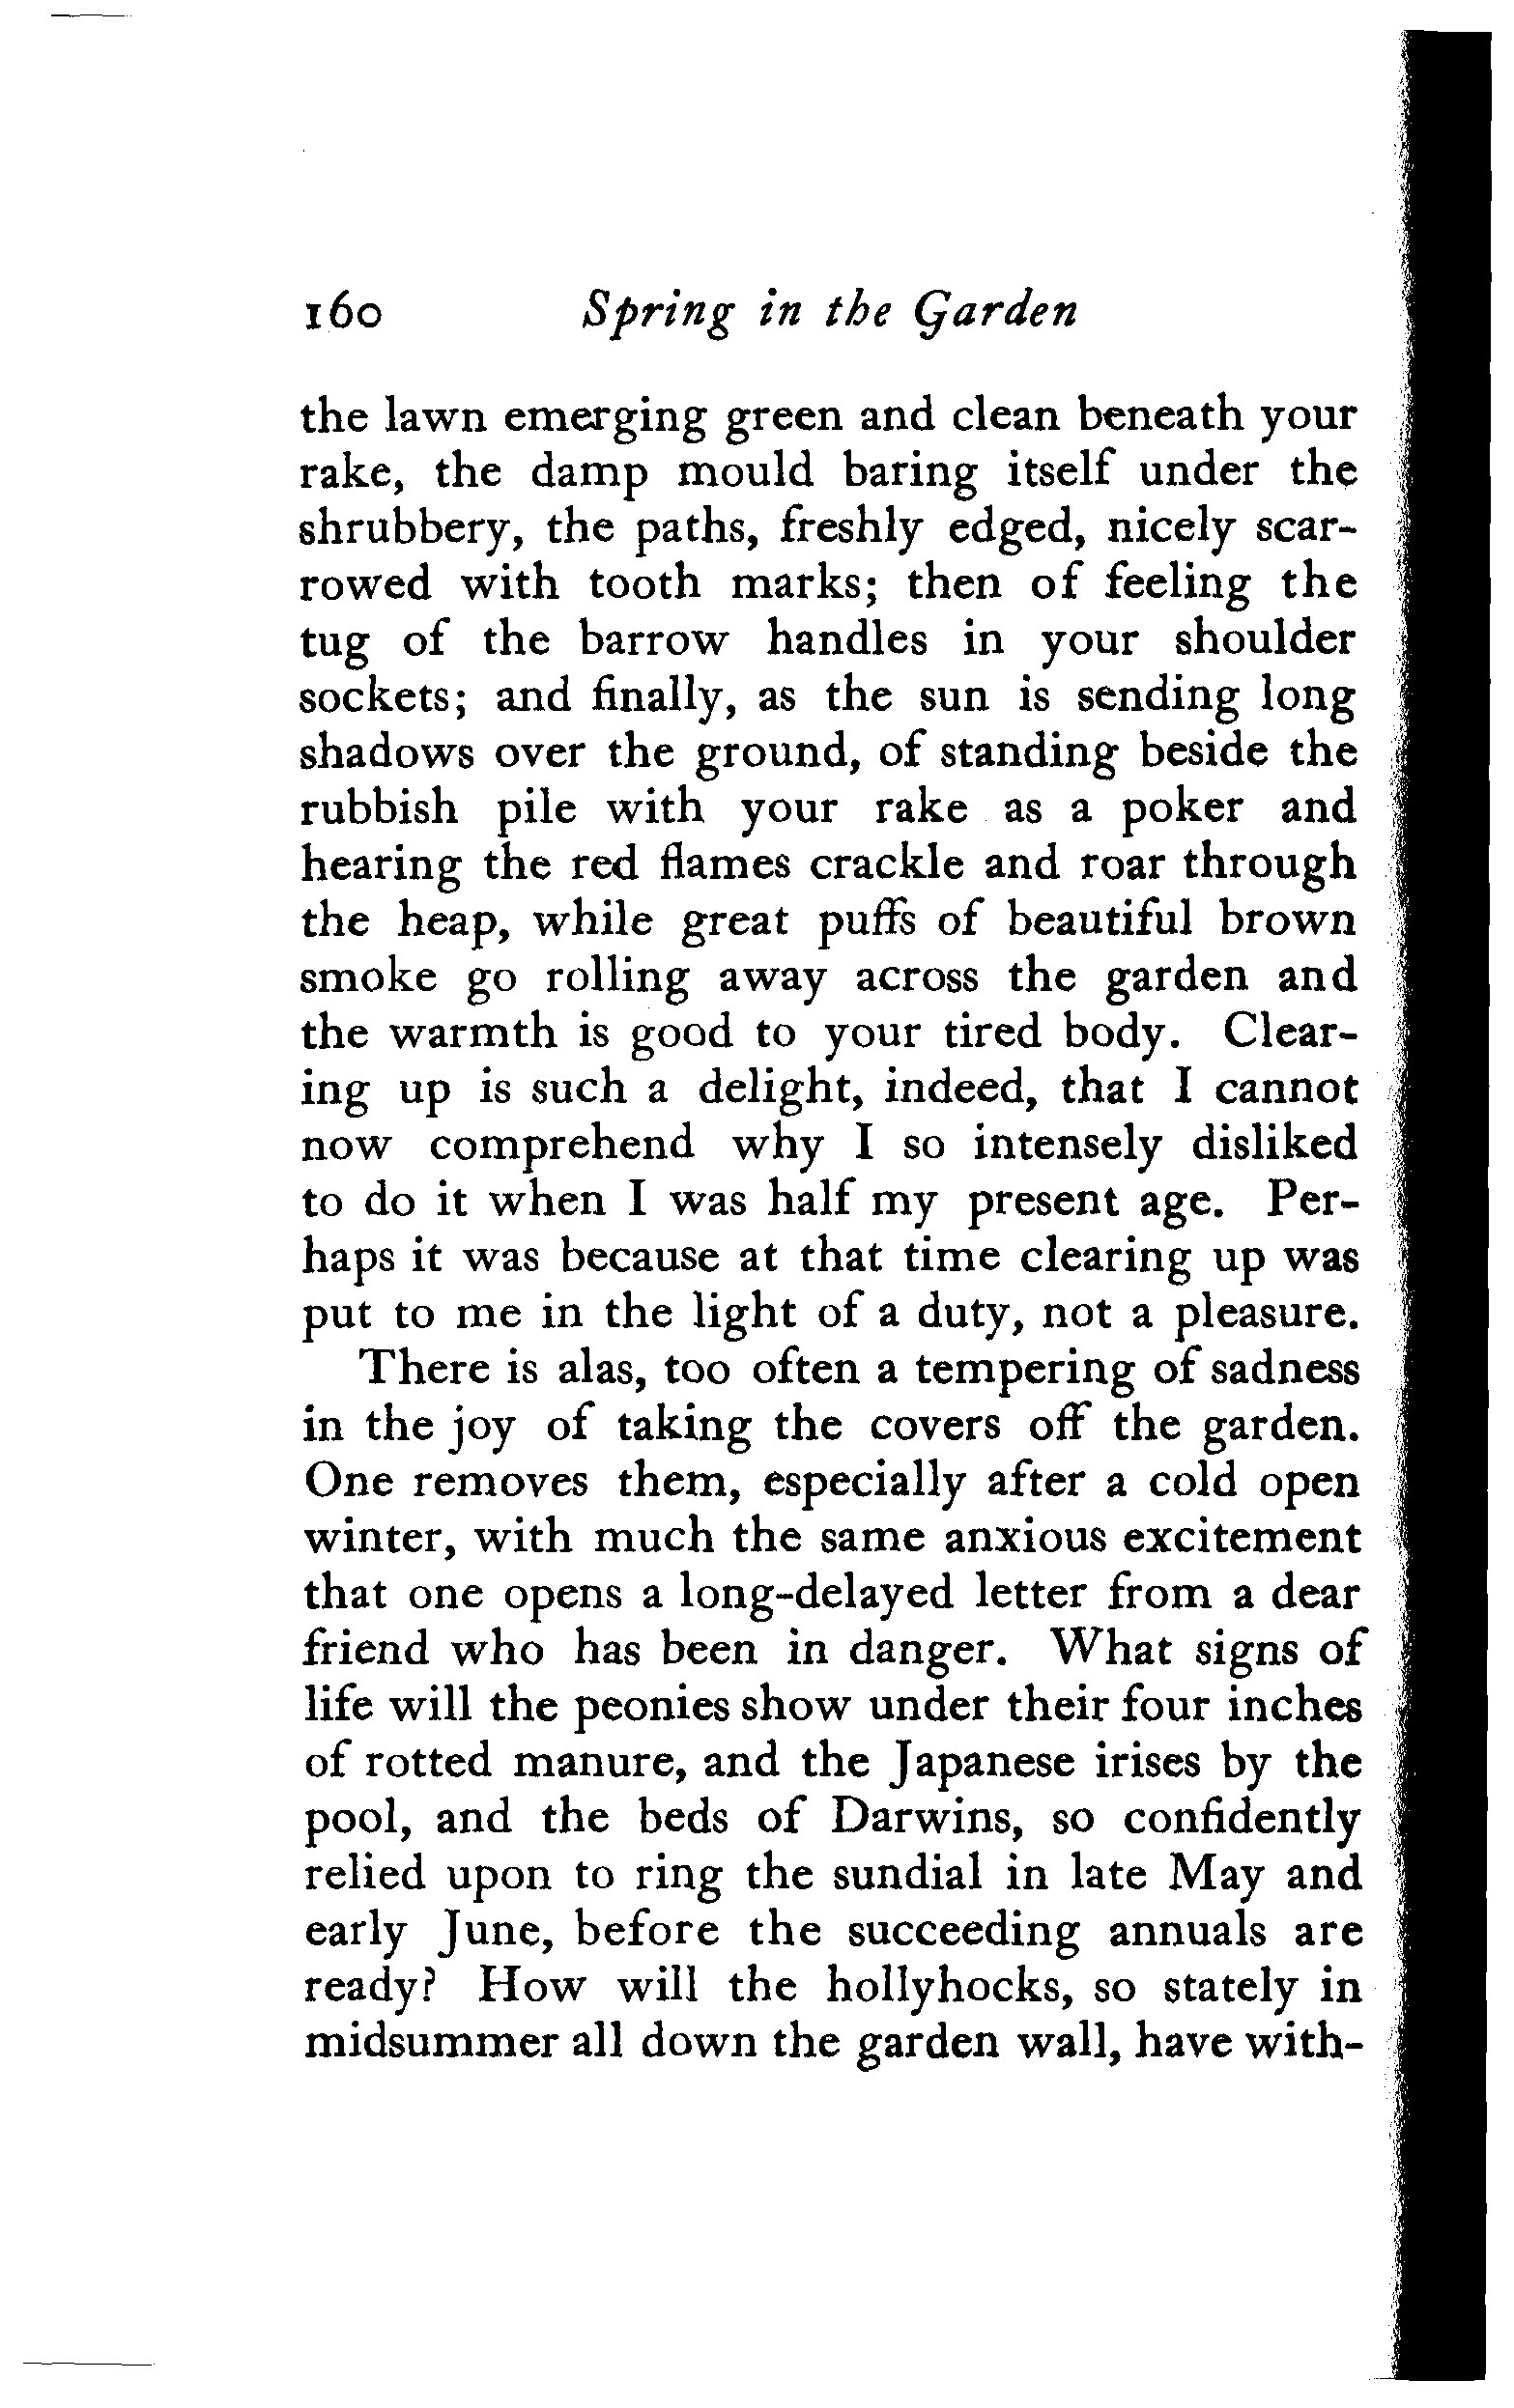 160 Spring in the Garden
the lawn emerging green and clean beneath your
rake, the damp mould baring itself under the
shrubbery, the paths, freshly edged, nicely scar-
rowed with tooth marks; then of feeling the
tug of the barrow handles in your shoulder
sockets; and finally, as the sun is sending long
shadows over the ground, of standing beside the
rubbish pile with your rake as a poker and
hearing the red flames crackle and roar through
the heap, while great puffs of beautiful brown
smoke go rolling away across the garden and
the warmth is good to your tired body. Clear-
ing up is such a delight, indeed, that I cannot
now comprehend why I so intensely disliked
to do it when I was half my present age. Per-
haps it was because at that time clearing up was
put to me in the light of a duty, not a pleasure.
There is alas, too often a tempering of sadness
in the joy of taking the covers off the garden.
One removes them, especially after a cold open
winter, with much the same anxious excitement
that one opens a long-delayed letter from a dear
friend who has been in danger. What signs of
life will the peonies show under their four inches
of rotted manure, and the Japanese irises by the
pool, and the beds of Darwins, so confidently
relied upon to ring the sundial in late May and
early June, before the succeeding annuals are
ready? How will the hollyhocks, so stately in
midsummer all down the garden wall, have with-